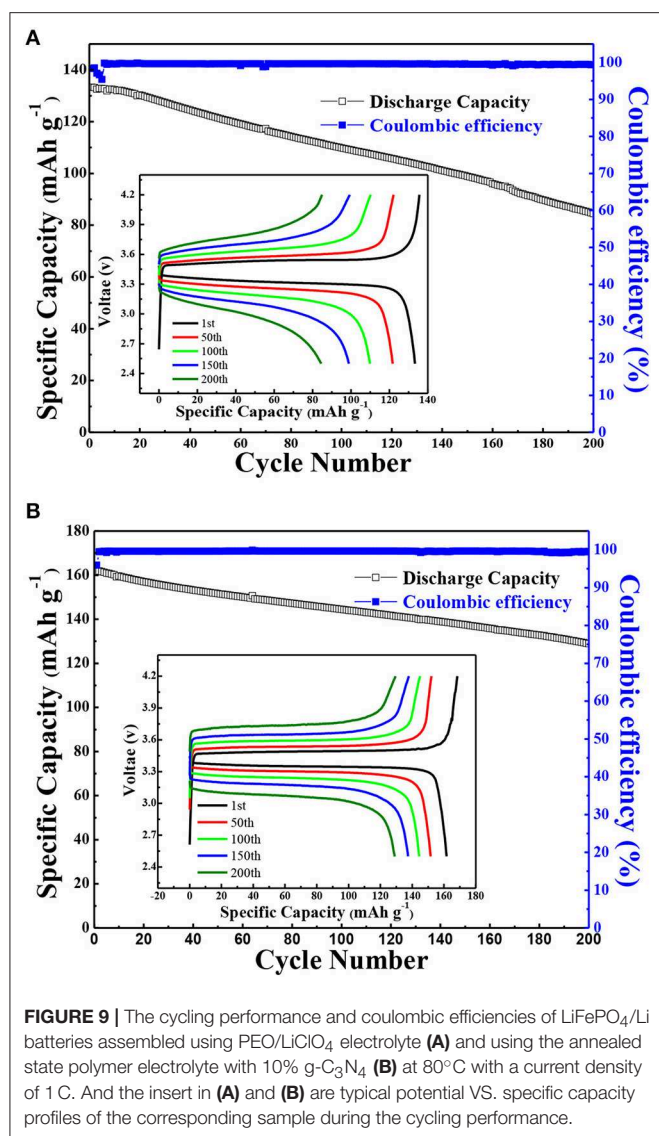 A
Specific Capacity (mAh g-1)
140
120
100
80
60
40
20
0
Discharge Capacity
Coulombic efficiency
Voltae (v)
4.2
3.9
3.6
3.3
3.0
2.7
2.4
1st
50th
100th
150th
200th
0 20 40 60 80 100 120 140
Specific Capacity (mAh g-1)
0 20 40 60 80 100 120 140 160 180 200
Cycle Number
100
90
80
70
60
50
40
30
20
10
0
Coulombic efficiency (%)
B
Specific Capacity (mAh g-1)
180
160
140
120
100
80
60
40
20
0
Discharge Capacity
Coulombic efficiency
Voltae (v)
4.2
3.9
3.6
3.3
3.0
2.7
2.4
1st
50th
100th
150th
200th
-20 0 20 40 60 80 100 120 140 160 180
Specific Capacity (mAh g-1)
0 20 40 60 80 100 120 140 160 180 200
Cycle Number
100
90
80
70
60
50
40
30
20
10
0
Coulombic efficiency (%)
FIGURE 9 | The cycling performance and coulombic efficiencies of LiFePO4/Li
batteries assembled using PEO/LiClO4 electrolyte (A) and using the annealed
state polymer electrolyte with 10% g-C3N4 (B) at 80°C with a current density
of 1 C. And the insert in (A) and (B) are typical potential VS. specific capacity
profiles of the corresponding sample during the cycling performance.